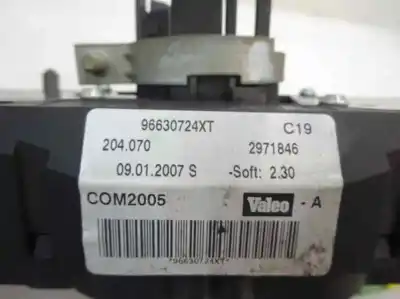 96630724XT C19
204.070 2971846
09.01.2007 S -Soft: 2.30
COM2005 Valeo - A
*96630724XT*